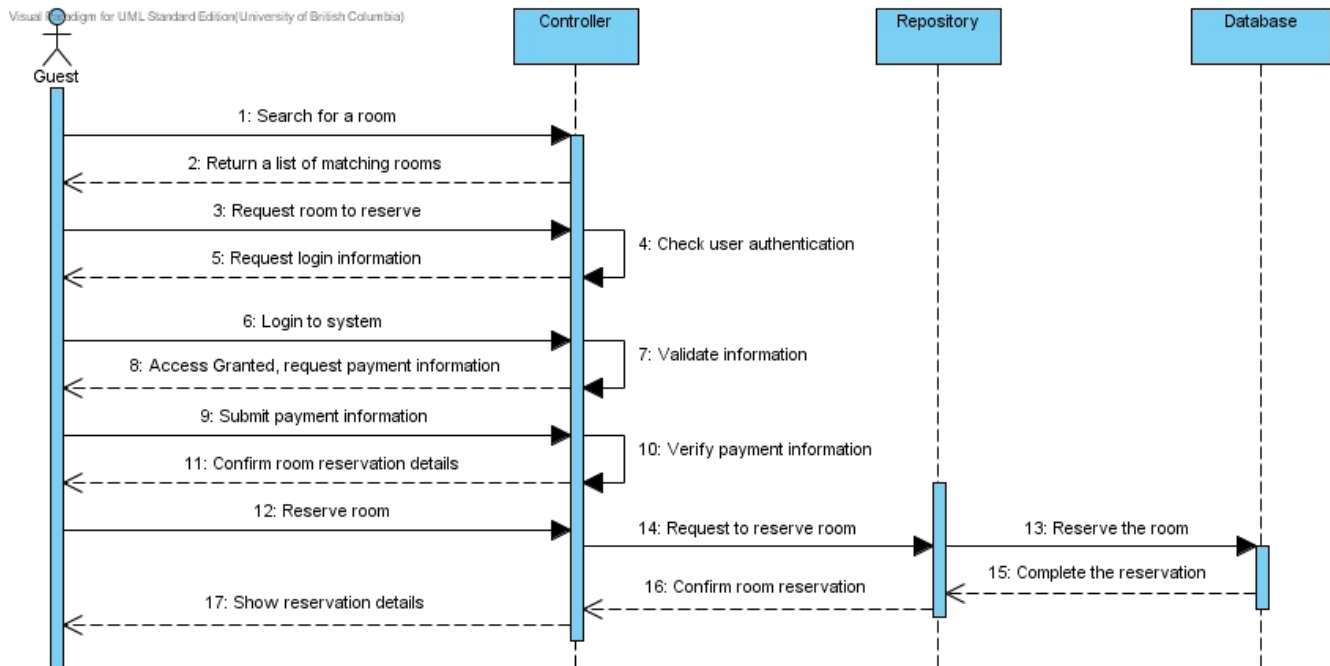 Visual Paradigm for UML Standard Edition(University of British Columbia)
Guest
Controller
Repository
Database
1: Search for a room
2: Return a list of matching rooms
3: Request room to reserve
4: Check user authentication
5: Request login information
6: Login to system
7: Validate information
8: Access Granted, request payment information
9: Submit payment information
10: Verify payment information
11: Confirm room reservation details
12: Reserve room
14: Request to reserve room
13: Reserve the room
15: Complete the reservation
16: Confirm room reservation
17: Show reservation details